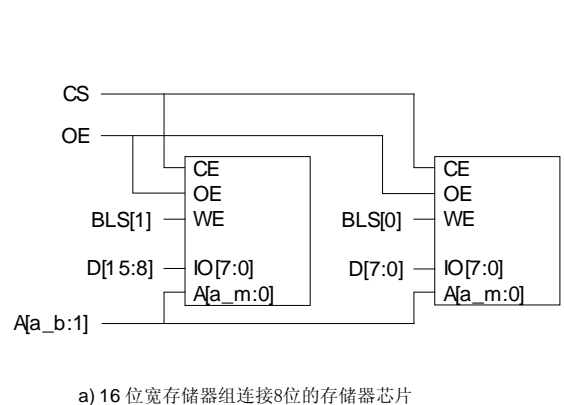 CS
OE
CE
OE
BLS[1] WE
D[15:8] IO[7:0]
A[a_m:0]
CE
OE
BLS[0] WE
D[7:0] IO[7:0]
A[a_m:0]
A[a_b:1]
a) 16 位宽存储器组连接8位的存储器芯片